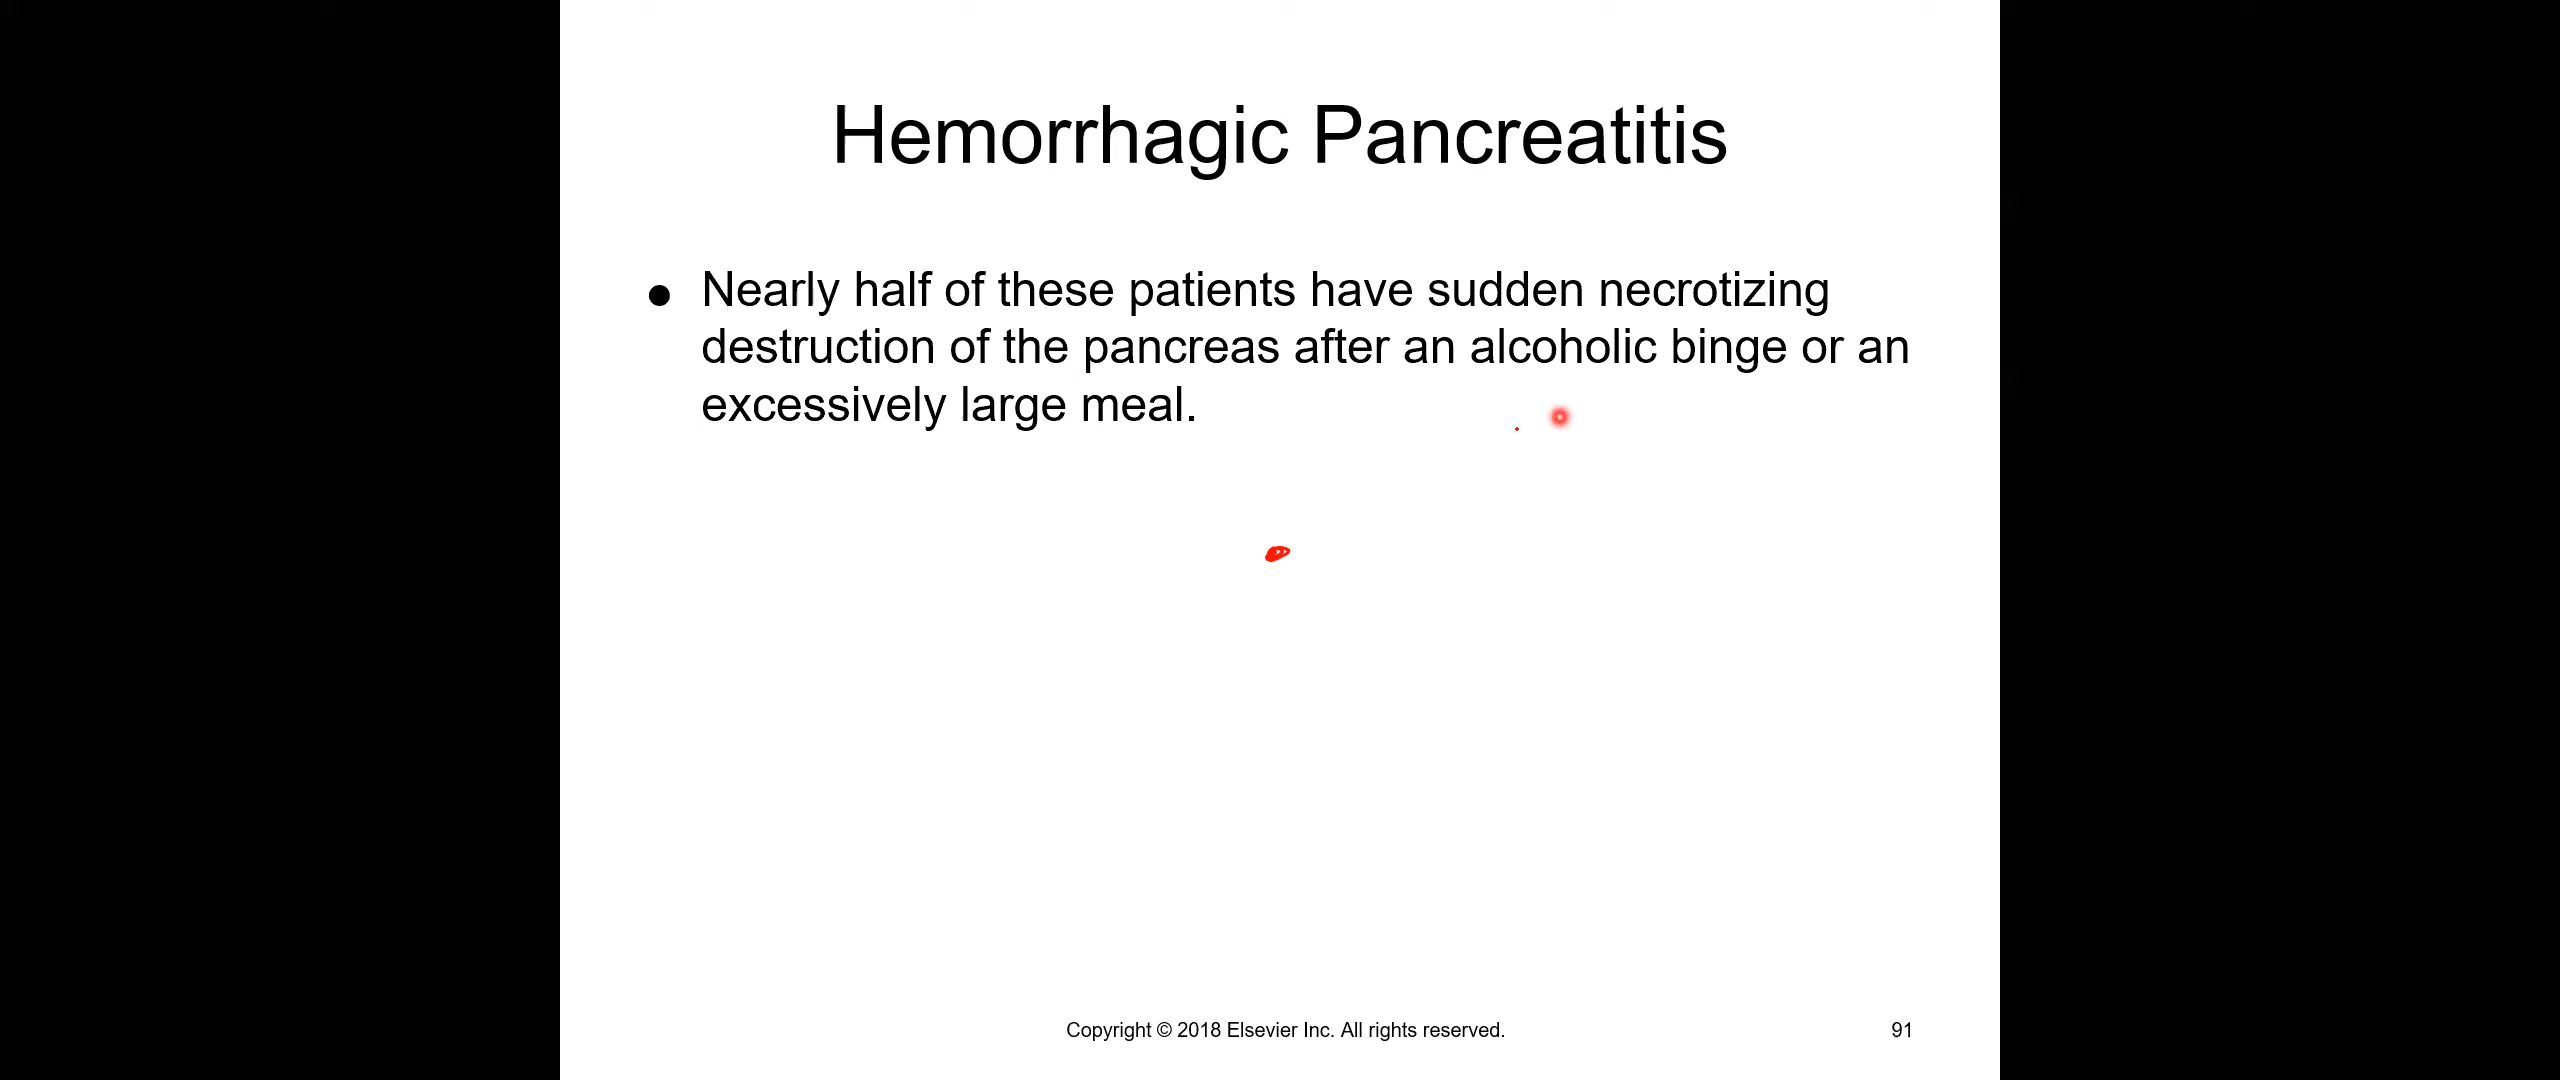 Hemorrhagic Pancreatitis
● Nearly half of these patients have sudden necrotizing
destruction of the pancreas after an alcoholic binge or an
excessively large meal.
Copyright © 2018 Elsevier Inc. All rights reserved.
91